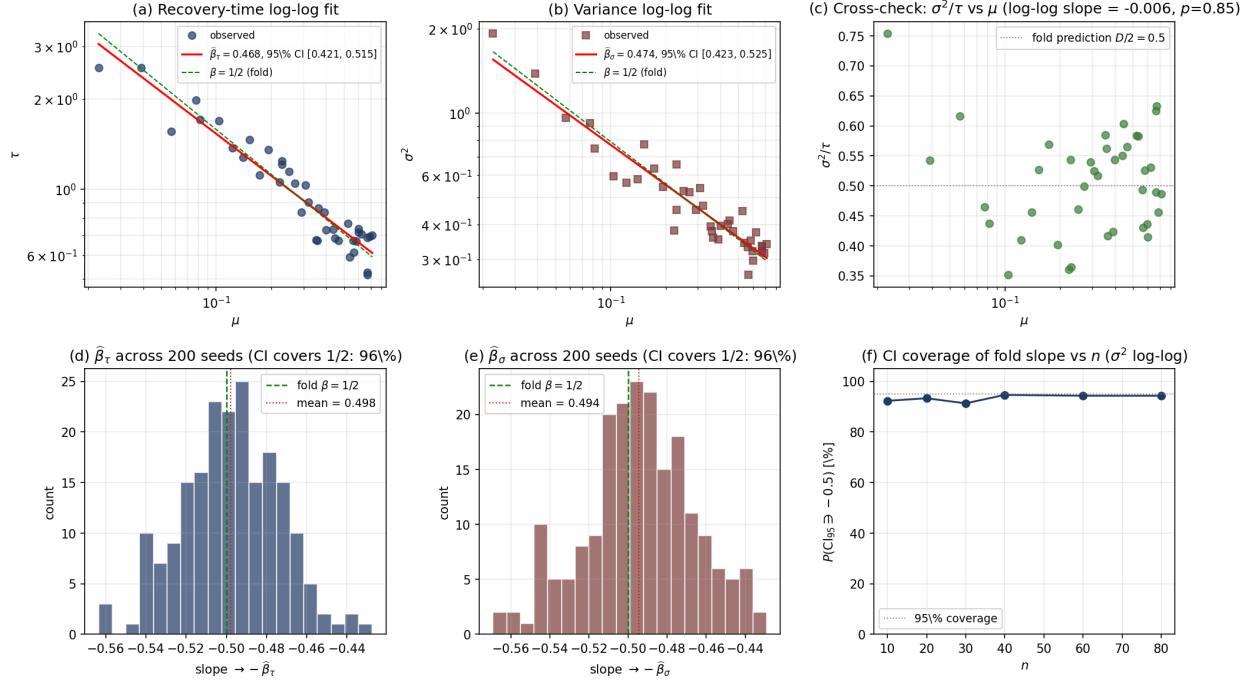 (a) Recovery-time log-log fit
observed
β̂_τ = 0.468, 95\% CI [0.421, 0.515]
β = 1/2 (fold)
3 × 10⁰
2 × 10⁰
10⁰
6 × 10⁻¹
τ
10⁻¹
μ
(b) Variance log-log fit
observed
β̂_σ = 0.474, 95\% CI [0.423, 0.525]
β = 1/2 (fold)
2 × 10⁰
10⁰
6 × 10⁻¹
4 × 10⁻¹
3 × 10⁻¹
σ²
10⁻¹
μ
(c) Cross-check: σ²/τ vs μ (log-log slope = -0.006, p=0.85)
fold prediction D/2 = 0.5
0.75
0.70
0.65
0.60
0.55
0.50
0.45
0.40
0.35
σ²/τ
10⁻¹
μ
(d) β̂_τ across 200 seeds (CI covers 1/2: 96\%)
fold β = 1/2
mean = 0.498
25
20
15
10
5
0
count
−0.56 −0.54 −0.52 −0.50 −0.48 −0.46 −0.44
slope → − β̂_τ
(e) β̂_σ across 200 seeds (CI covers 1/2: 96\%)
fold β = 1/2
mean = 0.494
20
15
10
5
0
count
−0.56 −0.54 −0.52 −0.50 −0.48 −0.46 −0.44
slope → − β̂_σ
(f) CI coverage of fold slope vs n (σ² log-log)
100
80
60
40
20
0
P(CI₉₅ ∋ − 0.5) [\%]
95\% coverage
10 20 30 40 50 60 70 80
n